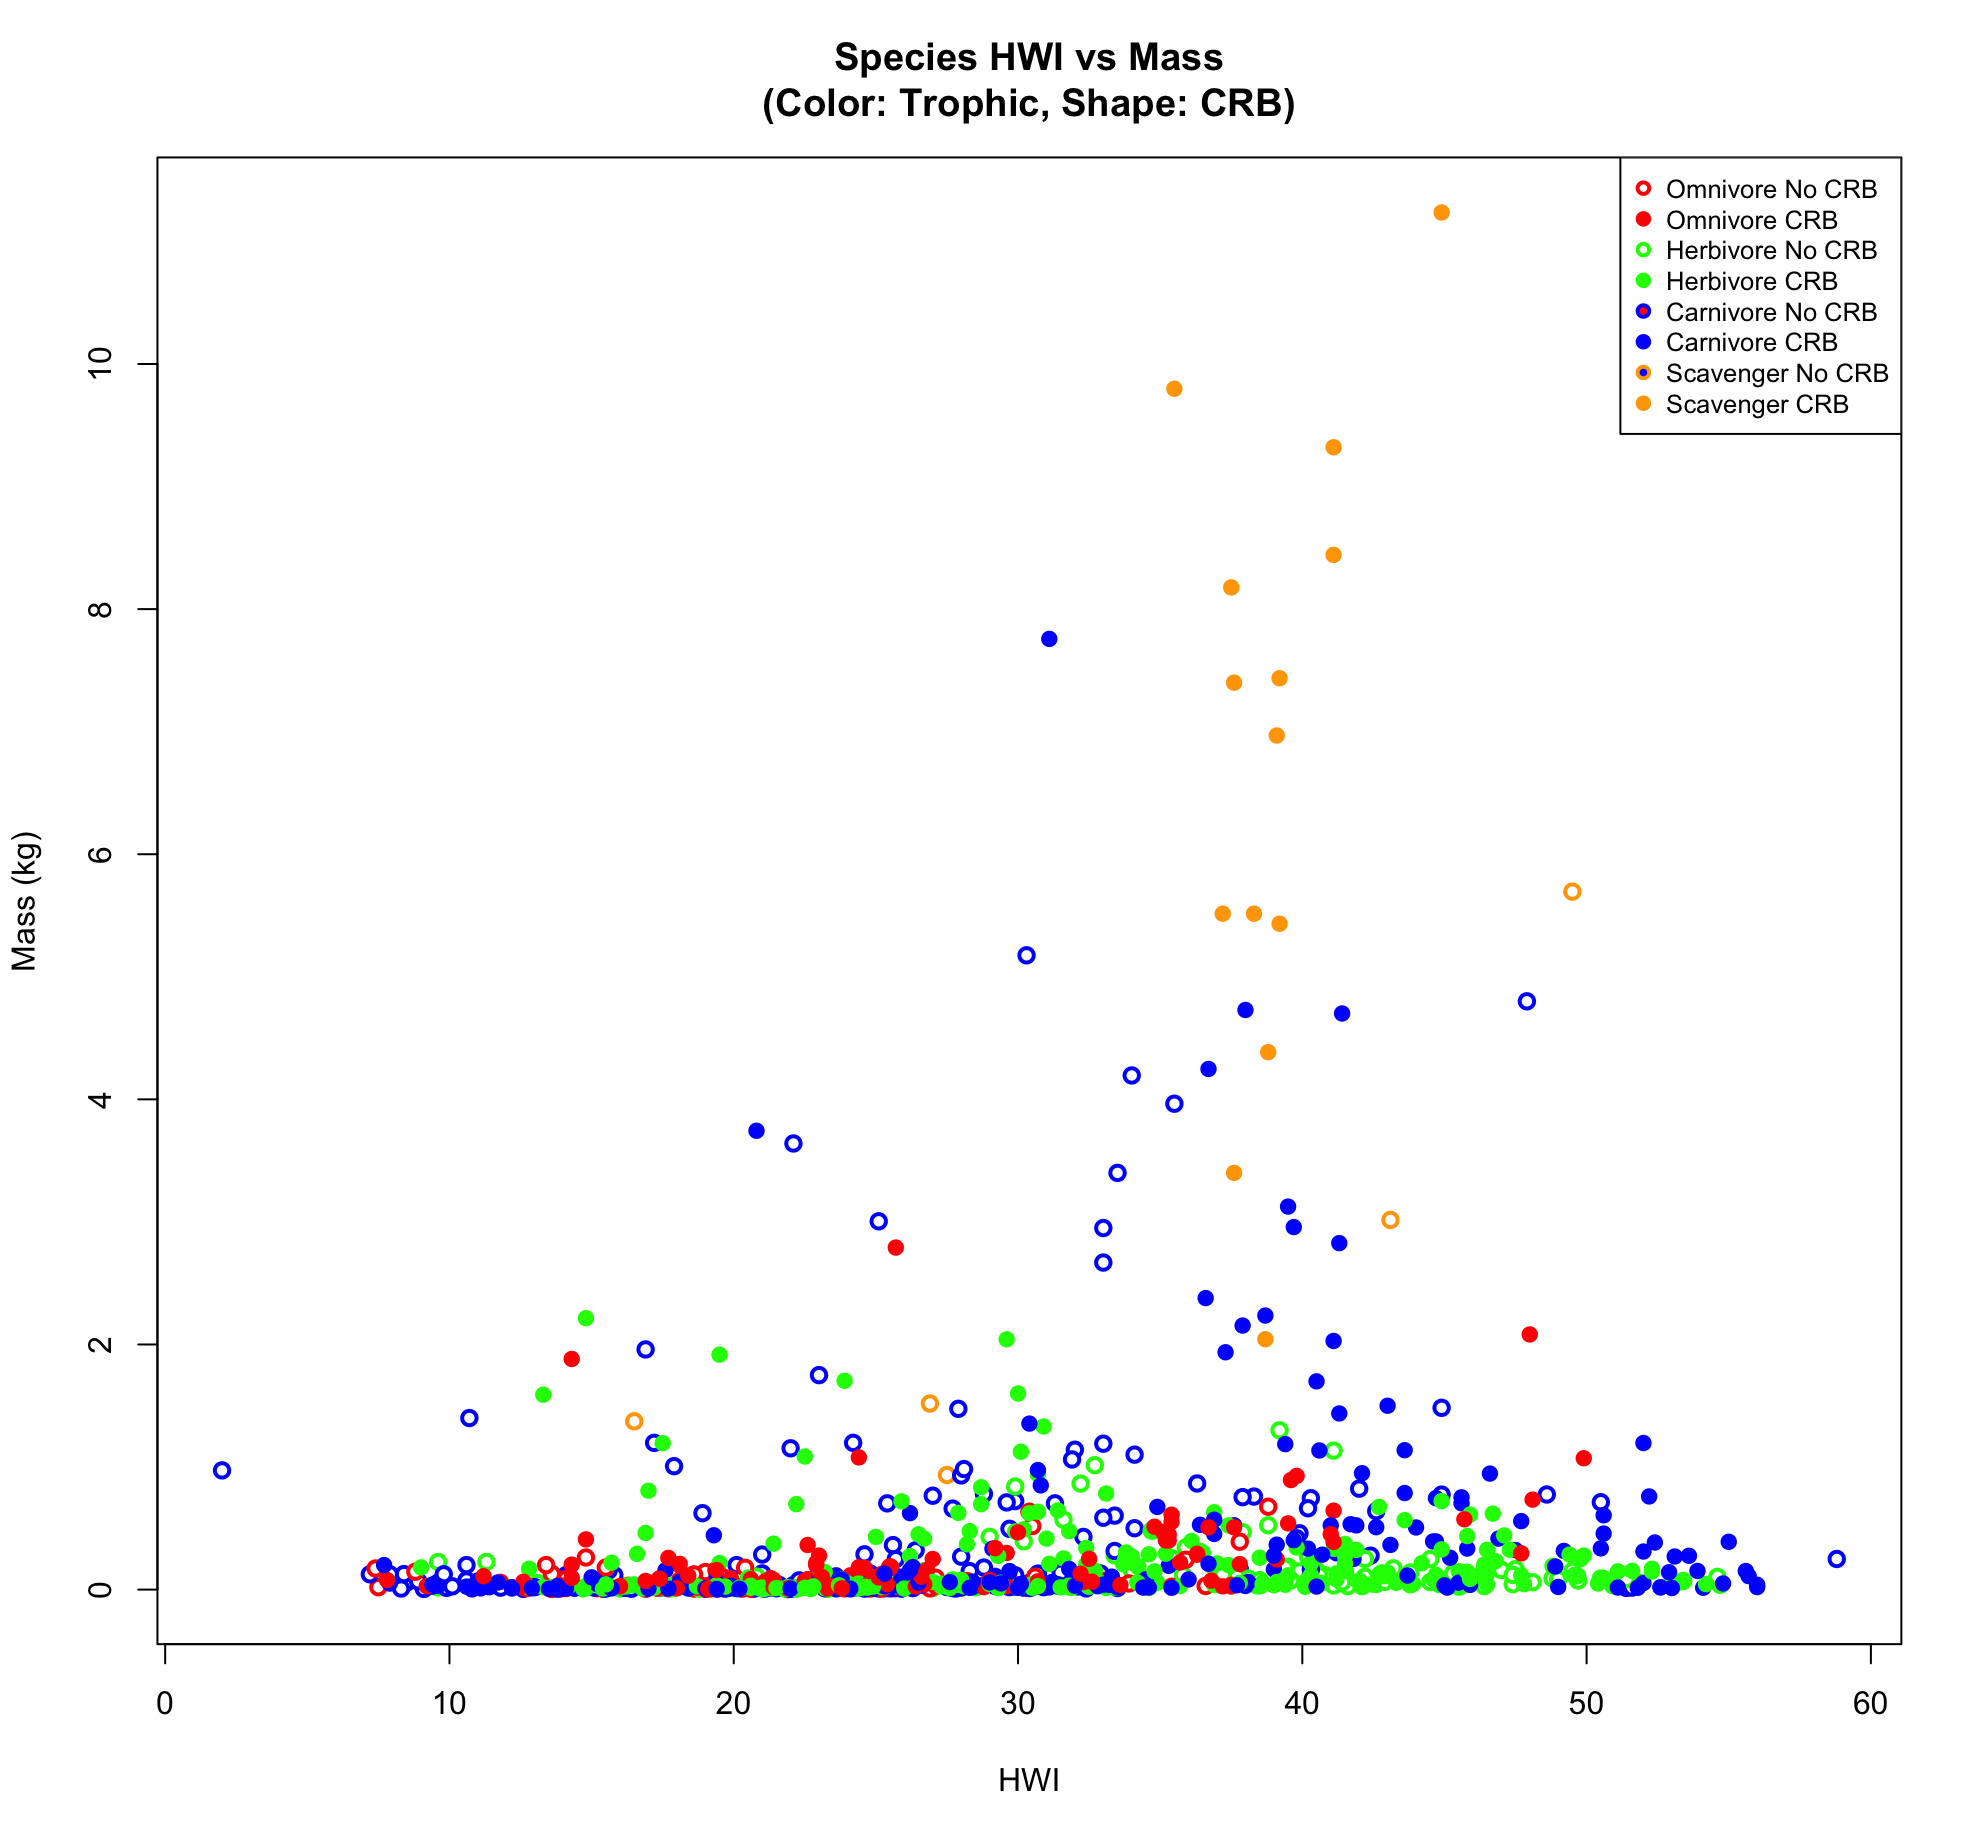 Species HWI vs Mass
(Color: Trophic, Shape: CRB)
Omnivore No CRB
Omnivore CRB
Herbivore No CRB
Herbivore CRB
Carnivore No CRB
Carnivore CRB
Scavenger No CRB
Scavenger CRB
10
8
6
4
2
0
Mass (kg)
0 10 20 30 40 50 60
HWI